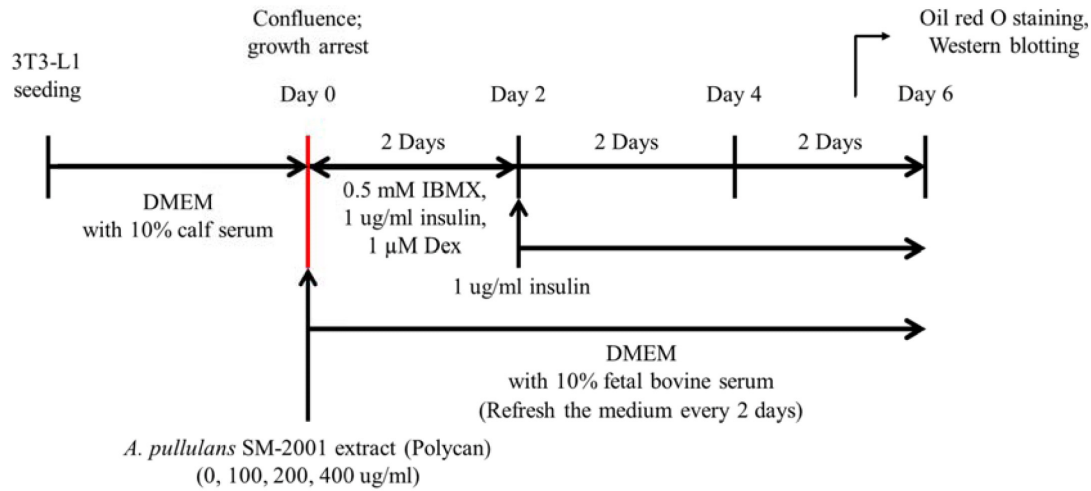 Confluence;
growth arrest
Oil red O staining,
Western blotting
3T3-L1
seeding
Day 0
Day 2
Day 4
Day 6
2 Days
2 Days
2 Days
DMEM
with 10% calf serum
0.5 mM IBMX,
1 ug/ml insulin,
1 µM Dex
1 ug/ml insulin
DMEM
with 10% fetal bovine serum
(Refresh the medium every 2 days)
A. pullulans SM-2001 extract (Polycan)
(0, 100, 200, 400 ug/ml)